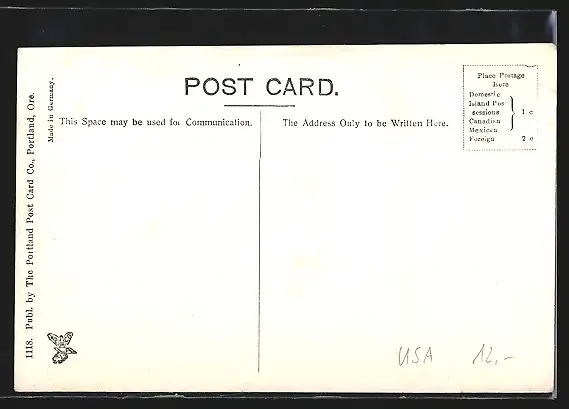 POST CARD.
This Space may be used for Communication.
The Address Only to be Written Here.
Place Postage
Here
Domestic
Island Pos
sessions
Canadian
Mexican
1 c
Foreign 2 c
1118. Publ. by The Portland Post Card Co., Portland, Ore.
Made in Germany.
USA 12,-